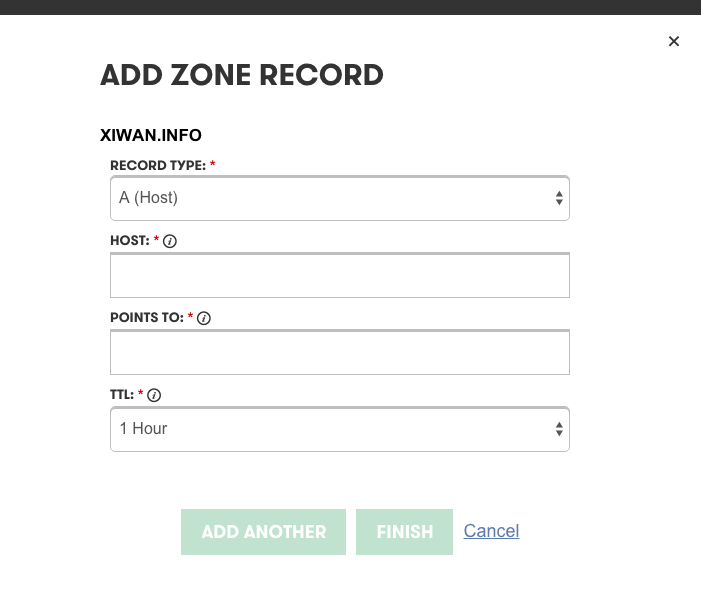 ×
ADD ZONE RECORD
XIWAN.INFO
RECORD TYPE: *
A (Host)
HOST: * i
POINTS TO: * i
TTL: * i
1 Hour
ADD ANOTHER FINISH Cancel